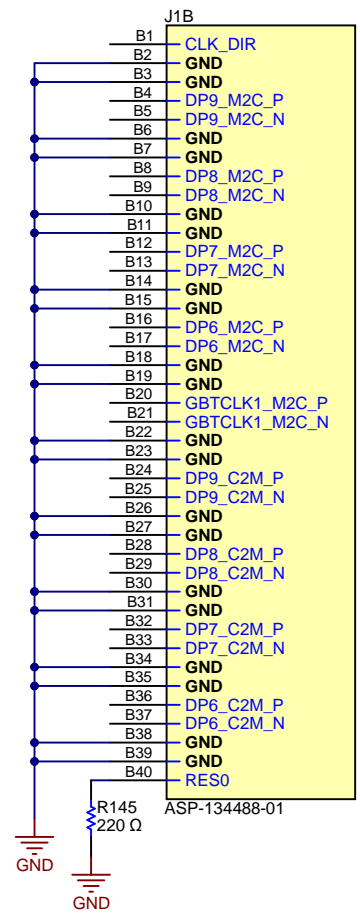 J1B
B1 CLK_DIR
B2 GND
B3 GND
B4 DP9_M2C_P
B5 DP9_M2C_N
B6 GND
B7 GND
B8 DP8_M2C_P
B9 DP8_M2C_N
B10 GND
B11 GND
B12 DP7_M2C_P
B13 DP7_M2C_N
B14 GND
B15 GND
B16 DP6_M2C_P
B17 DP6_M2C_N
B18 GND
B19 GND
B20 GBTCLK1_M2C_P
B21 GBTCLK1_M2C_N
B22 GND
B23 GND
B24 DP9_C2M_P
B25 DP9_C2M_N
B26 GND
B27 GND
B28 DP8_C2M_P
B29 DP8_C2M_N
B30 GND
B31 GND
B32 DP7_C2M_P
B33 DP7_C2M_N
B34 GND
B35 GND
B36 DP6_C2M_P
B37 DP6_C2M_N
B38 GND
B39 GND
B40 RES0
R145
220 Ω
ASP-134488-01
GND
GND